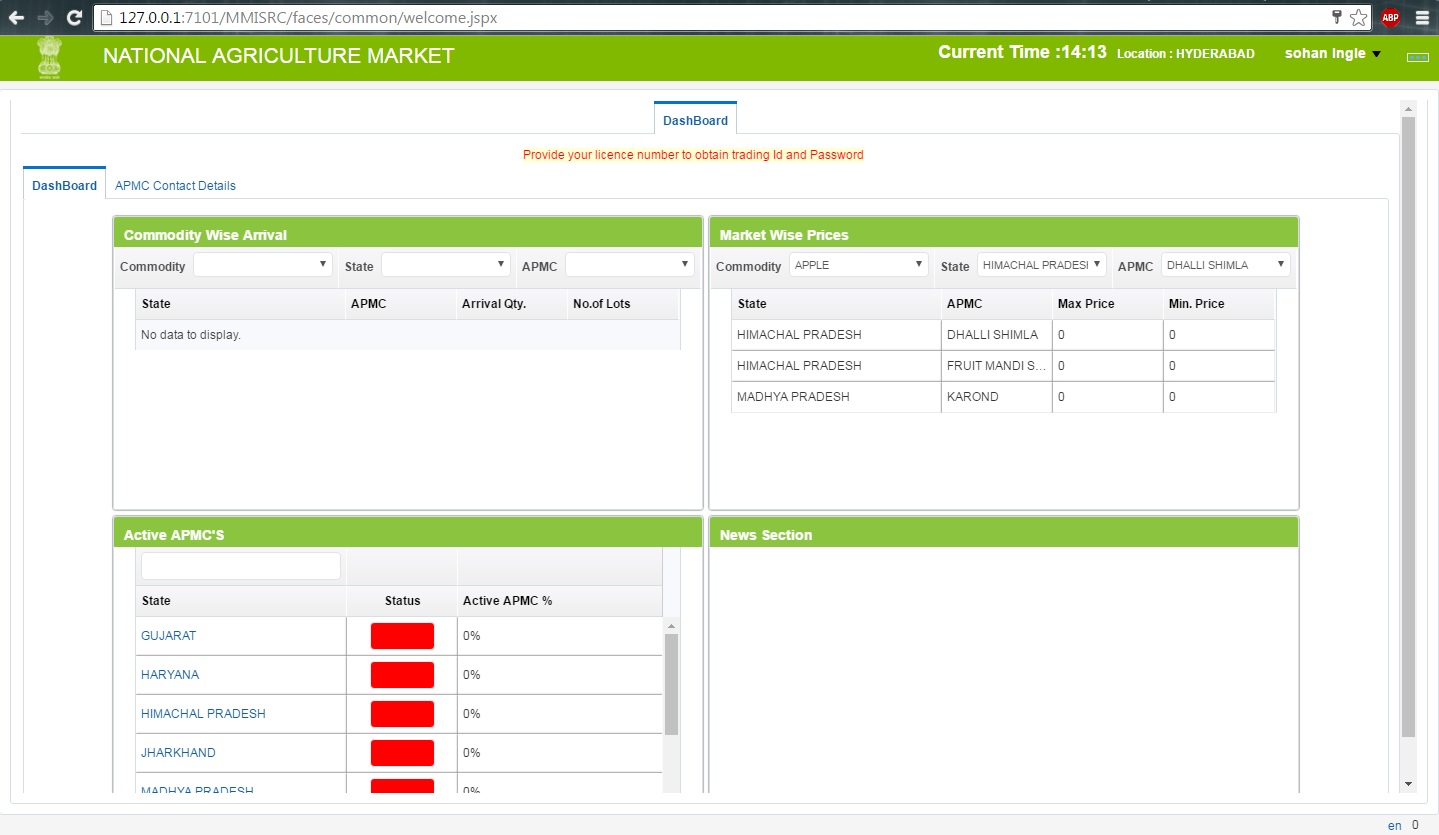 127.0.0.1:7101/MMISRC/faces/common/welcome.jspx
ABP
NATIONAL AGRICULTURE MARKET
Current Time :14:13 Location : HYDERABAD sohan Ingle
DashBoard
Provide your licence number to obtain trading Id and Password
DashBoard APMC Contact Details
Commodity Wise Arrival
Commodity State APMC
State APMC Arrival Qty. No.of Lots
No data to display.
Market Wise Prices
Commodity APPLE State HIMACHAL PRADESI APMC DHALLI SHIMLA
State APMC Max Price Min. Price
HIMACHAL PRADESH DHALLI SHIMLA 0 0
HIMACHAL PRADESH FRUIT MANDI S... 0 0
MADHYA PRADESH KAROND 0 0
Active APMC'S
State Status Active APMC %
GUJARAT 0%
HARYANA 0%
HIMACHAL PRADESH 0%
JHARKHAND 0%
MADHYA PRADESH 0%
News Section
en 0